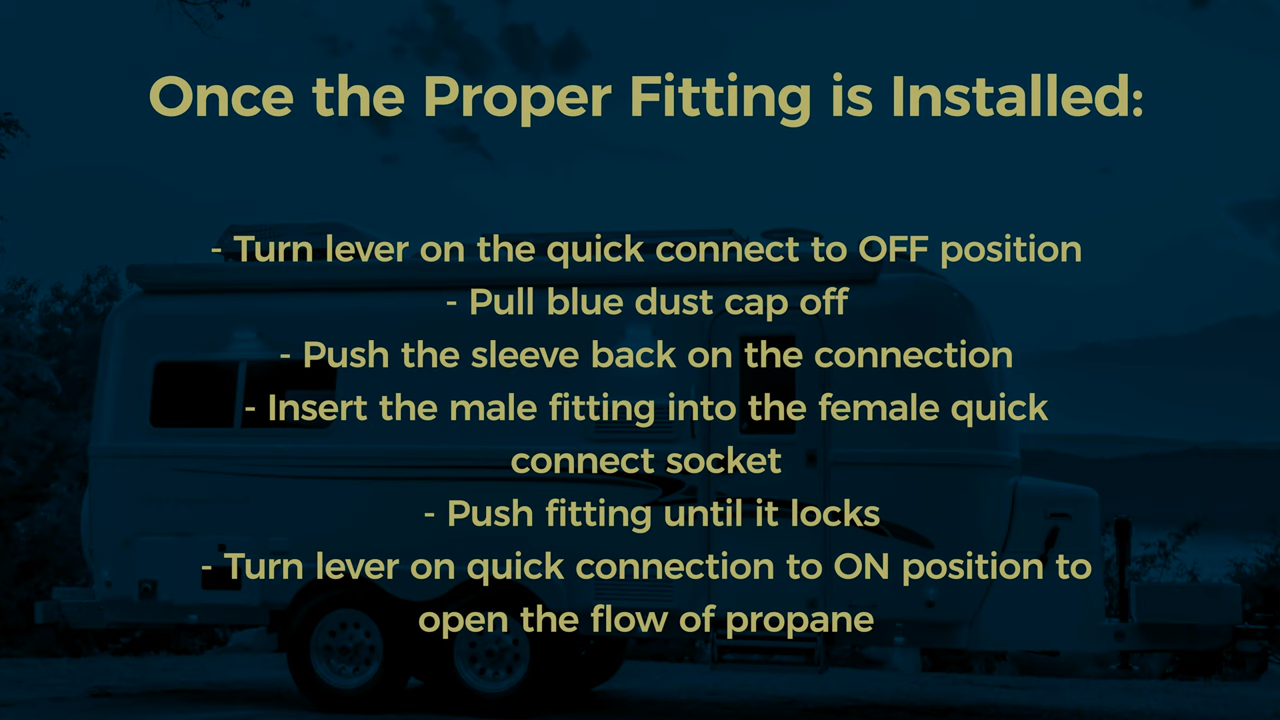 Once the Proper Fitting is Installed:
- Turn lever on the quick connect to OFF position
- Pull blue dust cap off
- Push the sleeve back on the connection
- Insert the male fitting into the female quick
connect socket
- Push fitting until it locks
- Turn lever on quick connection to ON position to
open the flow of propane